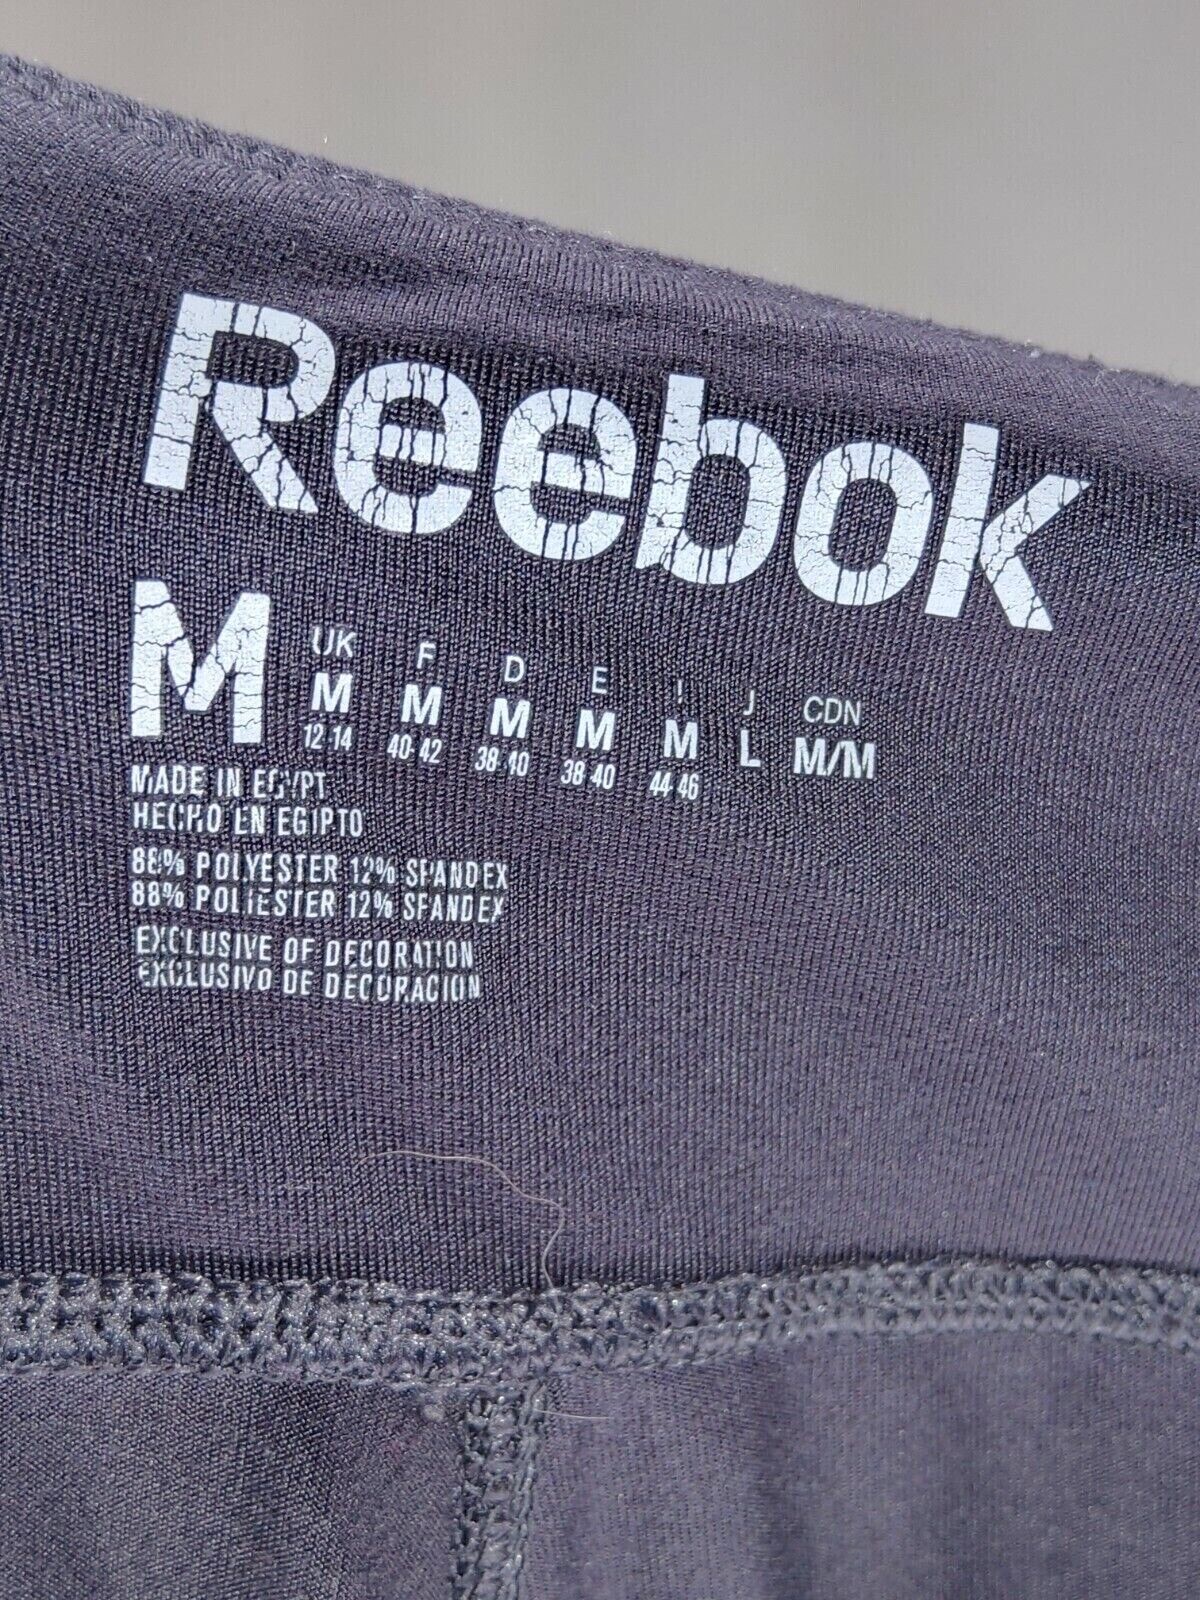 Reebok
M UK F D E I J CDN
M M M M M L M/M
12-14 40-42 38-40 38-40 44-46
MADE IN EGYPT
HECHO EN EGIPTO
88% POLYESTER 12% SPANDEX
88% POLIESTER 12% SPANDEX
EXCLUSIVE OF DECORATION
EXCLUSIVO DE DECORACION